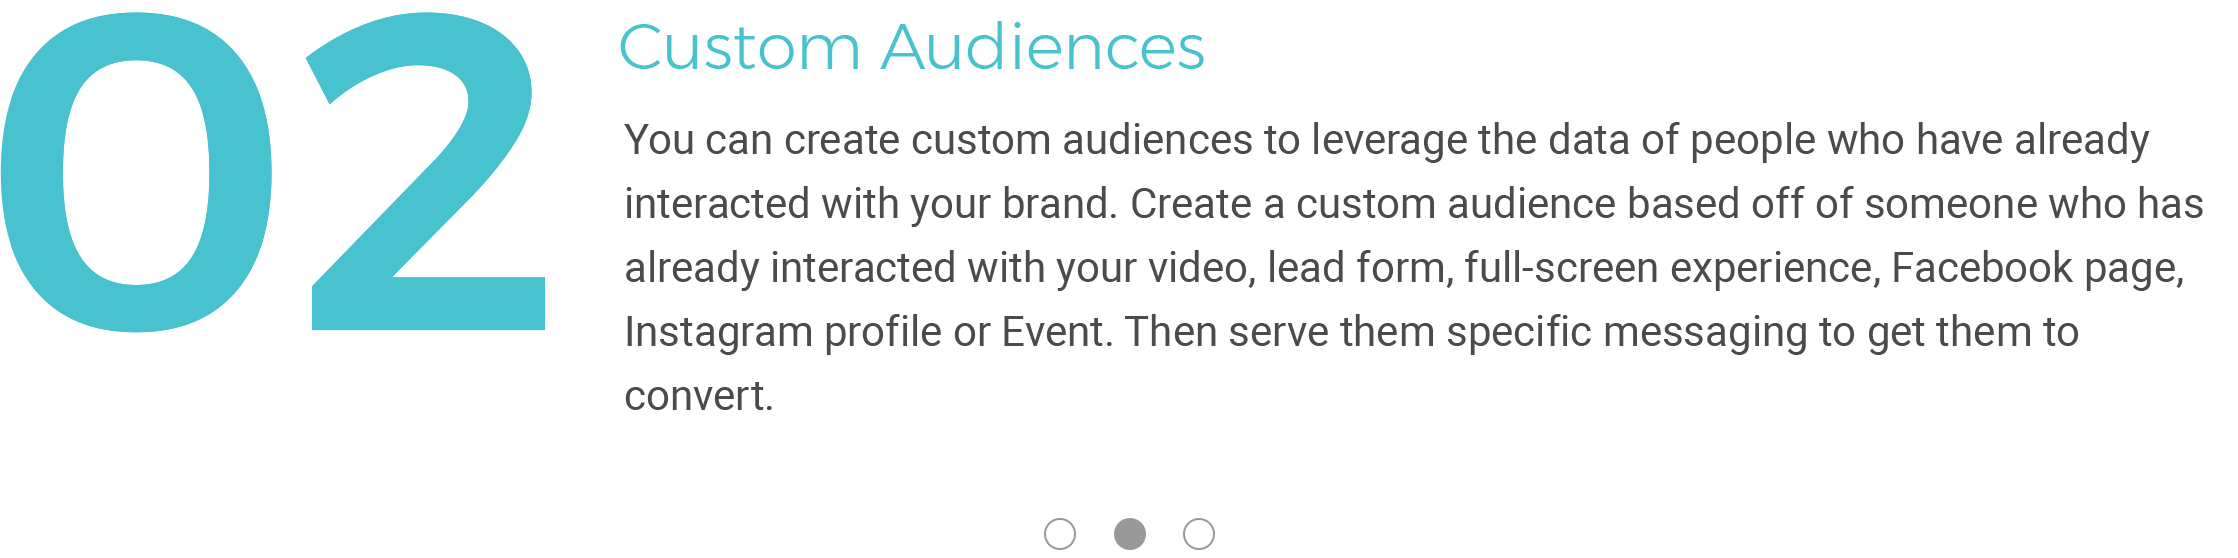 02
Custom Audiences
You can create custom audiences to leverage the data of people who have already
interacted with your brand. Create a custom audience based off of someone who has
already interacted with your video, lead form, full-screen experience, Facebook page,
Instagram profile or Event. Then serve them specific messaging to get them to
convert.